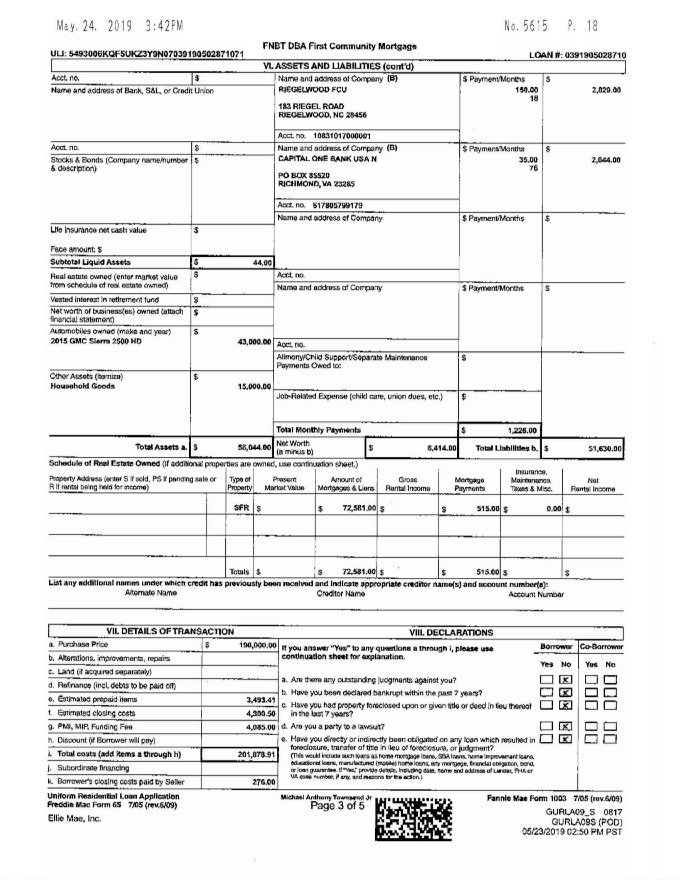 May. 24. 2019 3:42PM No. 5615 P. 18
FNBT DBA First Community Mortgage
ULI: 5493006KQF5UKZ3Y9N07039190502871071 LOAN #: 0391905028710
VI. ASSETS AND LIABILITIES (cont'd)
Acct. no. $ Name and address of Company (B) $ Payment/Months $
Name and address of Bank, S&L, or Credit Union RIEGELWOOD FCU 150.00 2,829.00
18
183 RIEGEL ROAD
RIEGELWOOD, NC 28456
Acct. no. 10831017000001
Acct. no. $ Name and address of Company (B) $ Payment/Months $
Stocks & Bonds (Company name/number & description) $ CAPITAL ONE BANK USA N 35.00 2,644.00
76
PO BOX 85520
RICHMOND, VA 23285
Acct. no. 517805799179
Name and address of Company $ Payment/Months $
Life insurance net cash value $
Face amount: $
Subtotal Liquid Assets $ 44.00
Real estate owned (enter market value from schedule of real estate owned) $ Acct. no.
Name and address of Company $ Payment/Months $
Vested interest in retirement fund $
Net worth of business(es) owned (attach financial statement) $
Automobiles owned (make and year) $
2015 GMC Sierra 2500 HD 43,000.00 Acct. no.
Alimony/Child Support/Separate Maintenance Payments Owed to: $
Other Assets (itemize) $
Household Goods 15,000.00
Job-Related Expense (child care, union dues, etc.) $
Total Monthly Payments $ 1,226.00
Total Assets a. $ 58,044.00 Net Worth (a minus b) $ 6,414.00 Total Liabilities b. $ 51,630.00
Schedule of Real Estate Owned (If additional properties are owned, use continuation sheet.)
Property Address (enter S if sold, PS if pending sale or R if rental being held for income) Type of Property Present Market Value Amount of Mortgages & Liens Gross Rental Income Mortgage Payments Insurance, Maintenance, Taxes & Misc. Net Rental Income
SFR $ $ 72,581.00 $ $ 515.00 $ 0.00 $
Totals $ $ 72,581.00 $ $ 515.00 $ $
List any additional names under which credit has previously been received and indicate appropriate creditor name(s) and account number(s):
Alternate Name Creditor Name Account Number
VII. DETAILS OF TRANSACTION VIII. DECLARATIONS
a. Purchase Price $ 190,000.00
b. Alterations, improvements, repairs
c. Land (if acquired separately)
d. Refinance (incl. debts to be paid off)
e. Estimated prepaid items 3,493.41
f. Estimated closing costs 4,300.50
g. PMI, MIP, Funding Fee 4,085.00
h. Discount (if Borrower will pay)
i. Total costs (add items a through h) 201,878.91
j. Subordinate financing
k. Borrower's closing costs paid by Seller 276.00
If you answer "Yes" to any questions a through i, please use continuation sheet for explanation. Borrower Co-Borrower
Yes No Yes No
a. Are there any outstanding judgments against you? X
b. Have you been declared bankrupt within the past 7 years? X
c. Have you had property foreclosed upon or given title or deed in lieu thereof in the last 7 years? X
d. Are you a party to a lawsuit? X
e. Have you directly or indirectly been obligated on any loan which resulted in foreclosure, transfer of title in lieu of foreclosure, or judgment? X
(This would include such loans as home mortgage loans, SBA loans, home improvement loans,
educational loans, manufactured (mobile) home loans, any mortgage, financial obligation, bond,
or loan guarantee. If "Yes," provide details, including date, name and address of Lender, FHA or
VA case number, if any, and reasons for the action.)
Uniform Residential Loan Application Michael Anthony Townsend Jr Fannie Mae Form 1003 7/05 (rev.6/09)
Freddie Mac Form 65 7/05 (rev.6/09) Page 3 of 5
GURLA09_S 0817
Ellie Mae, Inc. GURLA09S (POD)
05/23/2019 02:50 PM PST